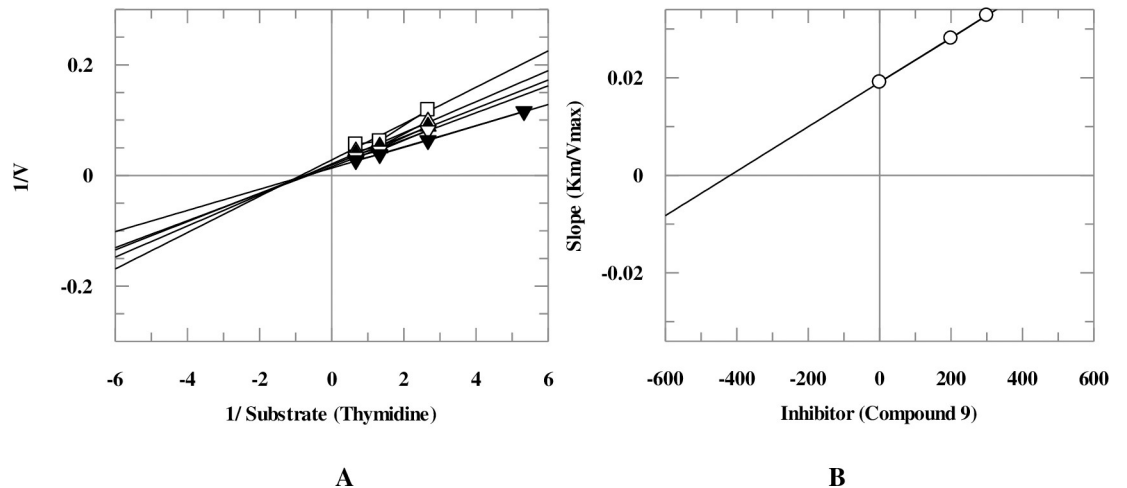 0.2
0
-0.2
1/V
-6 -4 -2 0 2 4 6
1/ Substrate (Thymidine)
A
0.02
0
-0.02
Slope (Km/Vmax)
-600 -400 -200 0 200 400 600
Inhibitor (Compound 9)
B